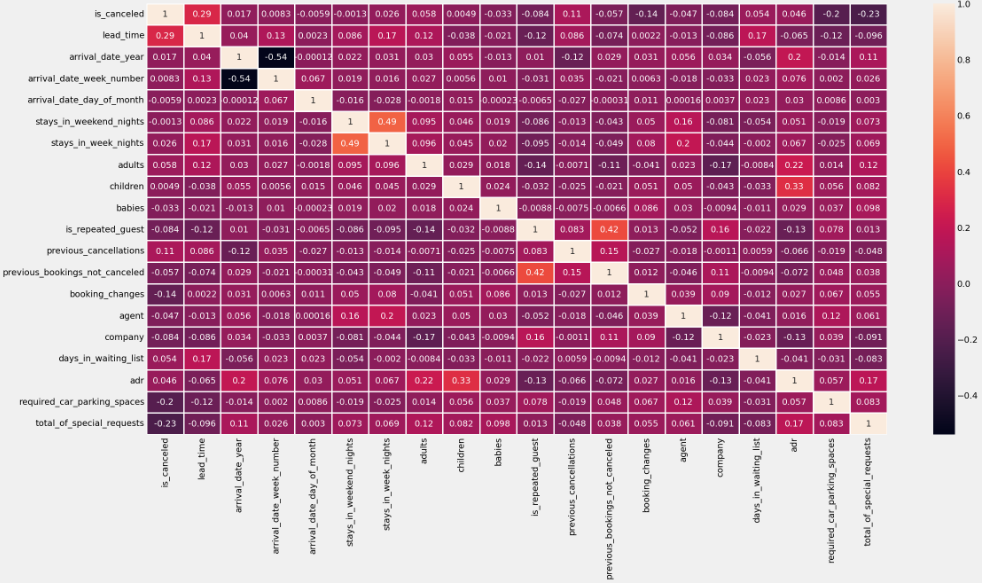 is_canceled 1 0.29 0.017 0.0083 -0.0059 -0.0013 0.026 0.058 0.0049 -0.033 -0.084 0.11 -0.057 -0.14 -0.047 -0.084 0.054 0.046 -0.2 -0.23
lead_time 0.29 1 0.04 0.13 0.0023 0.086 0.17 0.12 -0.038 -0.021 -0.12 0.086 -0.074 0.0022 -0.013 -0.086 0.17 -0.065 -0.12 -0.096
arrival_date_year 0.017 0.04 1 -0.54 -0.00012 0.022 0.031 0.03 0.055 -0.013 0.01 -0.12 0.029 0.031 0.056 0.034 -0.056 0.2 -0.014 0.11
arrival_date_week_number 0.0083 0.13 -0.54 1 0.067 0.019 0.016 0.027 0.0056 0.01 -0.031 0.035 -0.021 0.0063 -0.018 -0.033 0.023 0.076 0.002 0.026
arrival_date_day_of_month -0.0059 0.0023 -0.00012 0.067 1 -0.016 -0.028 -0.0018 0.015 -0.00023 -0.0065 -0.027 -0.00031 0.011 0.00016 0.0037 0.023 0.03 0.0086 0.003
stays_in_weekend_nights -0.0013 0.086 0.022 0.019 -0.016 1 0.49 0.095 0.046 0.019 -0.086 -0.013 -0.043 0.05 0.16 -0.081 -0.054 0.051 -0.019 0.073
stays_in_week_nights 0.026 0.17 0.031 0.016 -0.028 0.49 1 0.096 0.045 0.02 -0.095 -0.014 -0.049 0.08 0.2 -0.044 -0.002 0.067 -0.025 0.069
adults 0.058 0.12 0.03 0.027 -0.0018 0.095 0.096 1 0.029 0.018 -0.14 -0.0071 -0.11 -0.041 0.023 -0.17 -0.0084 0.22 0.014 0.12
children 0.0049 -0.038 0.055 0.0056 0.015 0.046 0.045 0.029 1 0.024 -0.032 -0.025 -0.021 0.051 0.05 -0.043 -0.033 0.33 0.056 0.082
babies -0.033 -0.021 -0.013 0.01 -0.00023 0.019 0.02 0.018 0.024 1 -0.0088 -0.0075 -0.0066 0.086 0.03 -0.0094 -0.011 0.029 0.037 0.098
is_repeated_guest -0.084 -0.12 0.01 -0.031 -0.0065 -0.086 -0.095 -0.14 -0.032 -0.0088 1 0.083 0.42 0.013 -0.052 0.16 -0.022 -0.13 0.078 0.013
previous_cancellations 0.11 0.086 -0.12 0.035 -0.027 -0.013 -0.014 -0.0071 -0.025 -0.0075 0.083 1 0.15 -0.027 -0.018 -0.0011 0.0059 -0.066 -0.019 -0.048
previous_bookings_not_canceled -0.057 -0.074 0.029 -0.021 -0.00031 -0.043 -0.049 -0.11 -0.021 -0.0066 0.42 0.15 1 0.012 -0.046 0.11 -0.0094 -0.072 0.048 0.038
booking_changes -0.14 0.0022 0.031 0.0063 0.011 0.05 0.08 -0.041 0.051 0.086 0.013 -0.027 0.012 1 0.039 0.09 -0.012 0.027 0.067 0.055
agent -0.047 -0.013 0.056 -0.018 0.00016 0.16 0.2 0.023 0.05 0.03 -0.052 -0.018 -0.046 0.039 1 -0.12 -0.041 0.016 0.12 0.061
company -0.084 -0.086 0.034 -0.033 0.0037 -0.081 -0.044 -0.17 -0.043 -0.0094 0.16 -0.0011 0.11 0.09 -0.12 1 -0.023 -0.13 0.039 -0.091
days_in_waiting_list 0.054 0.17 -0.056 0.023 0.023 -0.054 -0.002 -0.0084 -0.033 -0.011 -0.022 0.0059 -0.0094 -0.012 -0.041 -0.023 1 -0.041 -0.031 -0.083
adr 0.046 -0.065 0.2 0.076 0.03 0.051 0.067 0.22 0.33 0.029 -0.13 -0.066 -0.072 0.027 0.016 -0.13 -0.041 1 0.057 0.17
required_car_parking_spaces -0.2 -0.12 -0.014 0.002 0.0086 -0.019 -0.025 0.014 0.056 0.037 0.078 -0.019 0.048 0.067 0.12 0.039 -0.031 0.057 1 0.083
total_of_special_requests -0.23 -0.096 0.11 0.026 0.003 0.073 0.069 0.12 0.082 0.098 0.013 -0.048 0.038 0.055 0.061 -0.091 -0.083 0.17 0.083 1
is_canceled
lead_time
arrival_date_year
arrival_date_week_number
arrival_date_day_of_month
stays_in_weekend_nights
stays_in_week_nights
adults
children
babies
is_repeated_guest
previous_cancellations
previous_bookings_not_canceled
booking_changes
agent
company
days_in_waiting_list
adr
required_car_parking_spaces
total_of_special_requests
1.0
0.8
0.6
0.4
0.2
0.0
−0.2
−0.4